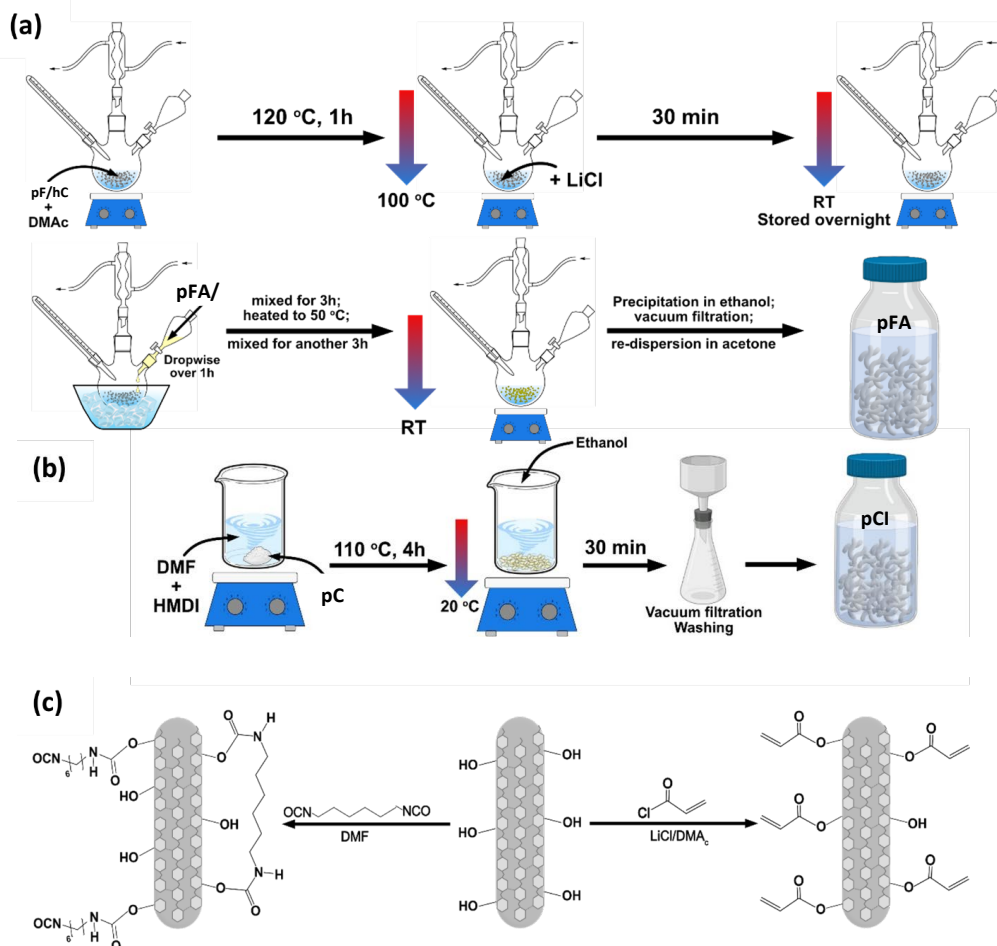 (a)
120 °C, 1h
30 min
pF/hC
+
DMAc
100 °C
+ LiCl
RT
Stored overnight
pFA/
Dropwise
over 1h
mixed for 3h;
heated to 50 °C;
mixed for another 3h
RT
Precipitation in ethanol;
vacuum filtration;
re-dispersion in acetone
pFA
(b)
DMF
+
HMDI
pC
110 °C, 4h
20 °C
Ethanol
30 min
Vacuum filtration
Washing
pCI
(c)
OCN
6
N
H
O
O
O
O
N
H
HO
OH
HO
N
H
O
O
OCN
6
N
H
O
O
OCN
NCO
DMF
HO
OH
HO
OH
HO
OH
O
Cl
LiCl/DMAc
O
O
O
O
O
O
OH
O
O
O
O